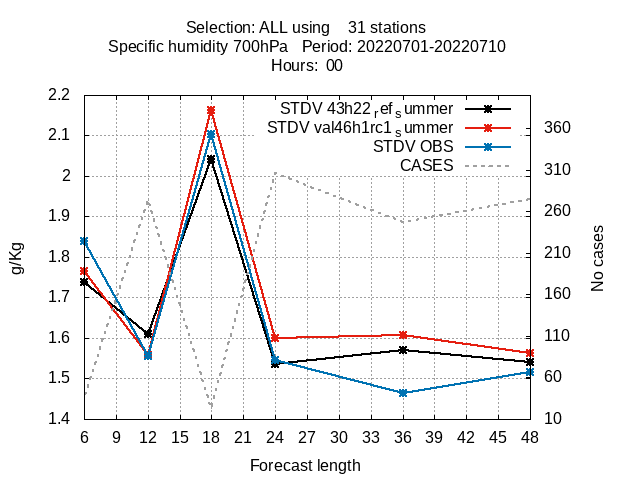 Selection: ALL using 31 stations
Specific humidity 700hPa Period: 20220701-20220710
Hours: 00
STDV 43h22ref summer
STDV val46h1rc1summer
STDV OBS
CASES
g/Kg
2.2
2.1
2
1.9
1.8
1.7
1.6
1.5
1.4
360
310
260
210
160
110
60
10
No cases
6 9 12 15 18 21 24 27 30 33 36 39 42 45 48
Forecast length